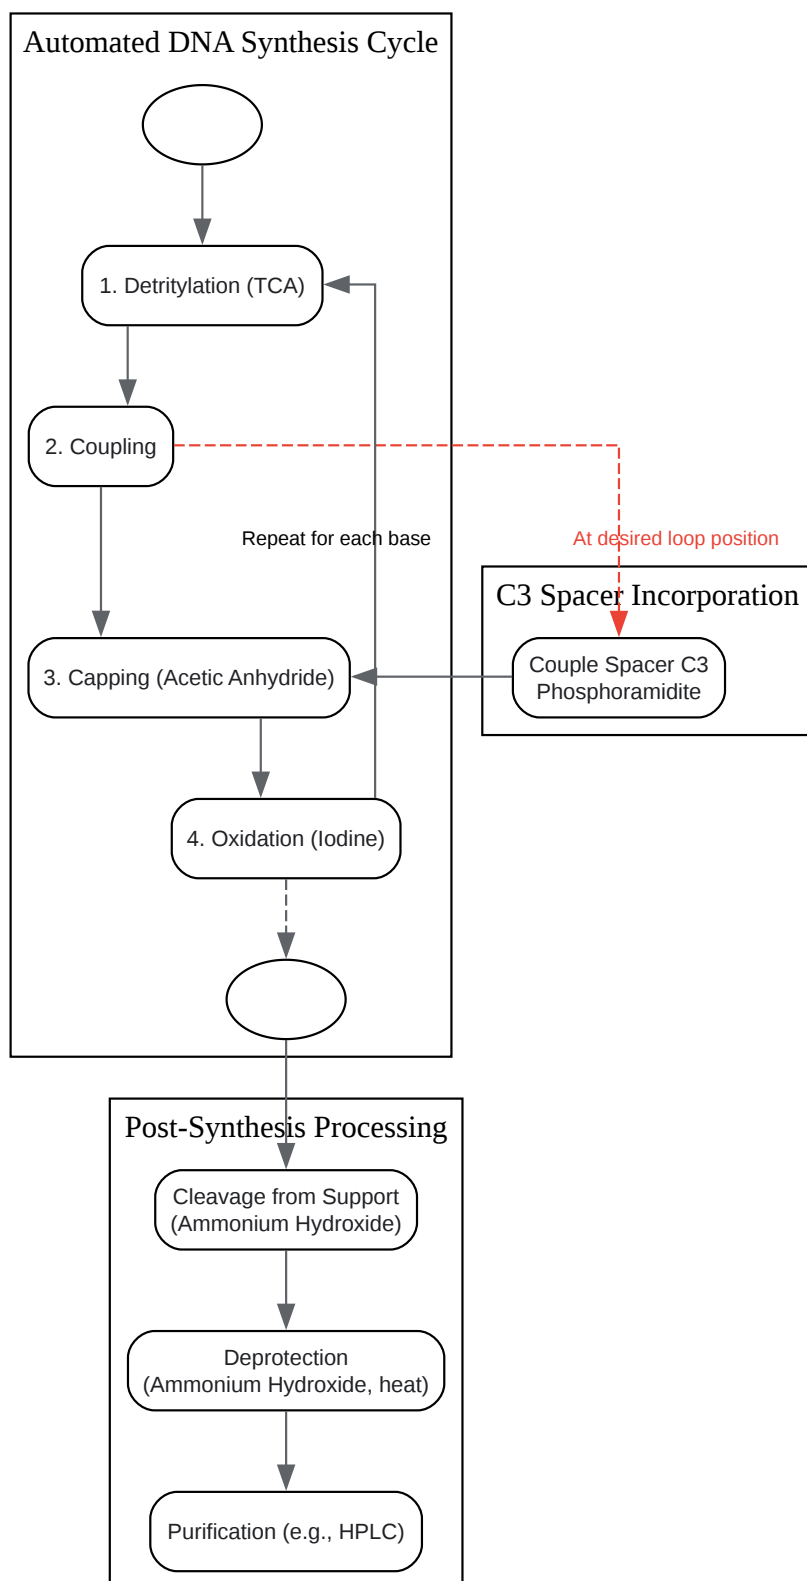 Automated DNA Synthesis Cycle
1. Detritylation (TCA)
2. Coupling
Repeat for each base
At desired loop position
C3 Spacer Incorporation
3. Capping (Acetic Anhydride)
Couple Spacer C3
Phosphoramidite
4. Oxidation (Iodine)
Post-Synthesis Processing
Cleavage from Support
(Ammonium Hydroxide)
Deprotection
(Ammonium Hydroxide, heat)
Purification (e.g., HPLC)